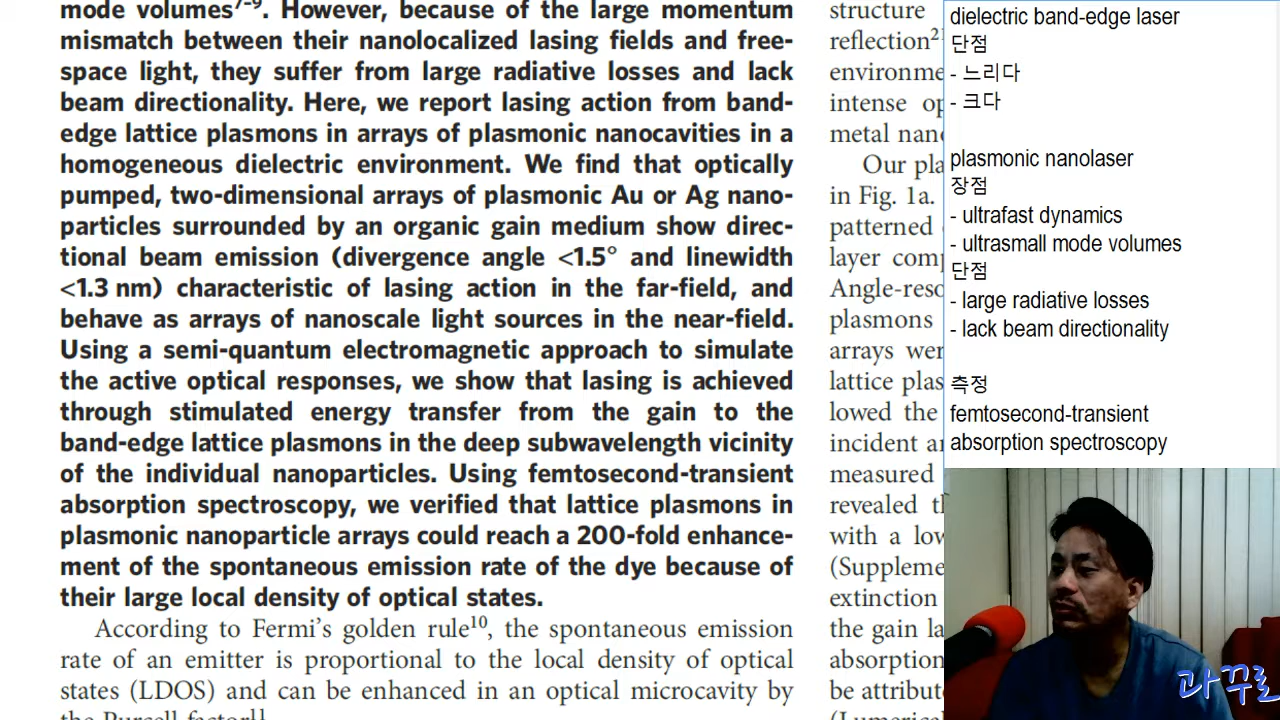 mode volumes7–9. However, because of the large momentum
mismatch between their nanolocalized lasing fields and free-
space light, they suffer from large radiative losses and lack
beam directionality. Here, we report lasing action from band-
edge lattice plasmons in arrays of plasmonic nanocavities in a
homogeneous dielectric environment. We find that optically
pumped, two-dimensional arrays of plasmonic Au or Ag nano-
particles surrounded by an organic gain medium show direc-
tional beam emission (divergence angle <1.5° and linewidth
<1.3 nm) characteristic of lasing action in the far-field, and
behave as arrays of nanoscale light sources in the near-field.
Using a semi-quantum electromagnetic approach to simulate
the active optical responses, we show that lasing is achieved
through stimulated energy transfer from the gain to the
band-edge lattice plasmons in the deep subwavelength vicinity
of the individual nanoparticles. Using femtosecond-transient
absorption spectroscopy, we verified that lattice plasmons in
plasmonic nanoparticle arrays could reach a 200-fold enhance-
ment of the spontaneous emission rate of the dye because of
their large local density of optical states.
According to Fermi's golden rule10, the spontaneous emission
rate of an emitter is proportional to the local density of optical
states (LDOS) and can be enhanced in an optical microcavity by
the Purcell factor11
structure
reflection2
environme
intense op
metal nan
Our pla
in Fig. 1a.
patterned
layer com
Angle-reso
plasmons
arrays wer
lattice plas
lowed the
incident a
measured
revealed t
with a low
(Suppleme
extinction
the gain la
absorption
be attribut
(Lumerical
dielectric band-edge laser
단점
- 느리다
- 크다
plasmonic nanolaser
장점
- ultrafast dynamics
- ultrasmall mode volumes
단점
- large radiative losses
- lack beam directionality
측정
femtosecond-transient
absorption spectroscopy
과꾸로